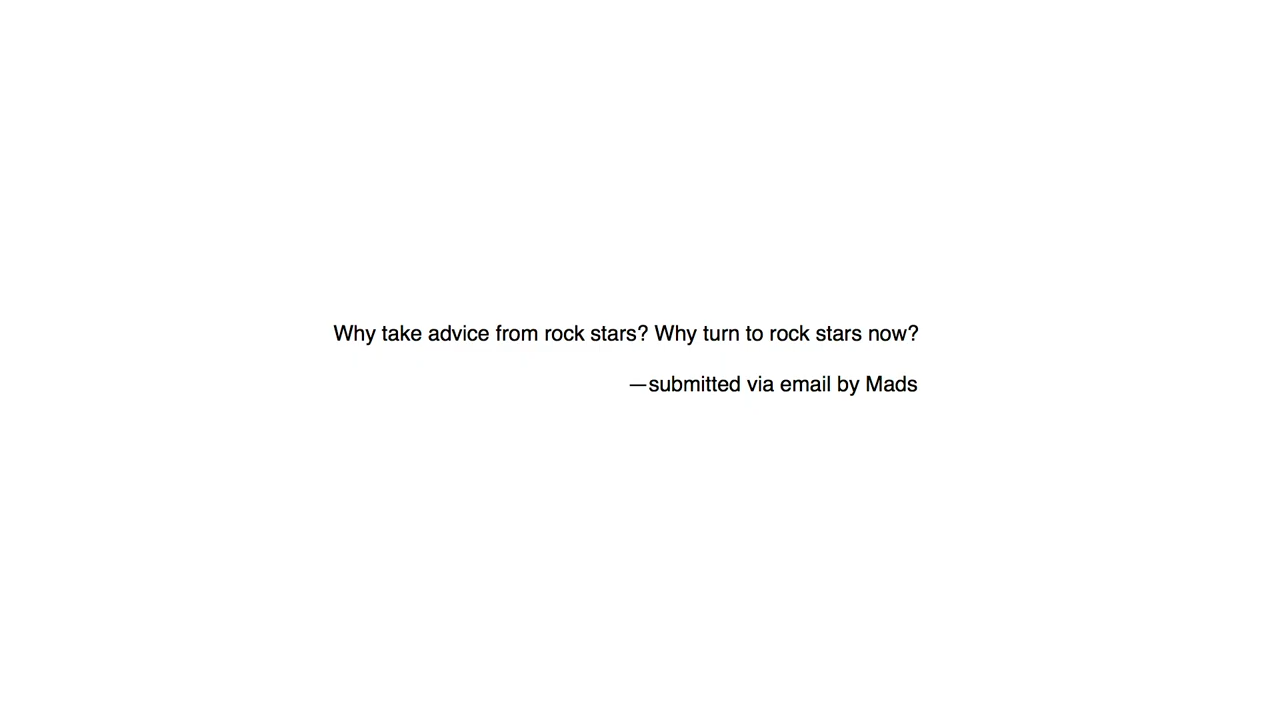 Why take advice from rock stars? Why turn to rock stars now?
—submitted via email by Mads